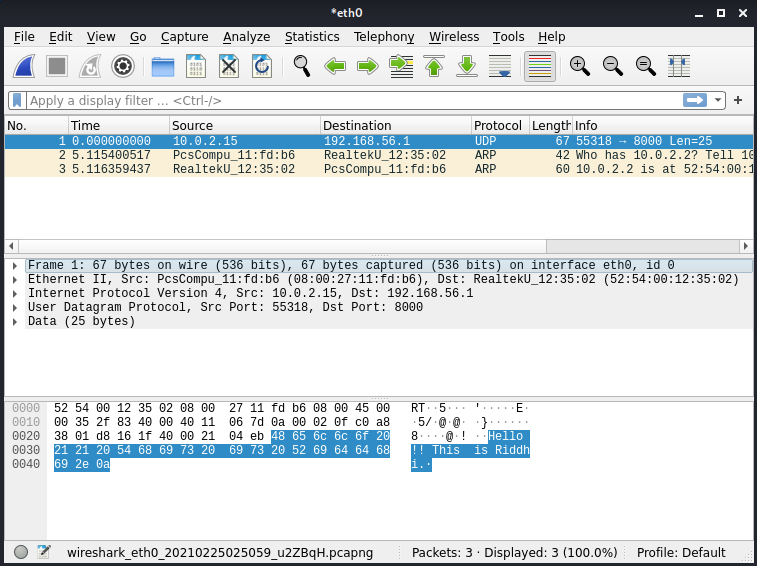 *eth0
File Edit View Go Capture Analyze Statistics Telephony Wireless Tools Help
Apply a display filter ... <Ctrl-/>
No. Time Source Destination Protocol Length Info
1 0.000000000 10.0.2.15 192.168.56.1 UDP 67 55318 → 8000 Len=25
2 5.115400517 PcsCompu_11:fd:b6 RealtekU_12:35:02 ARP 42 Who has 10.0.2.2? Tell 10
3 5.116359437 RealtekU_12:35:02 PcsCompu_11:fd:b6 ARP 60 10.0.2.2 is at 52:54:00:1
Frame 1: 67 bytes on wire (536 bits), 67 bytes captured (536 bits) on interface eth0, id 0
Ethernet II, Src: PcsCompu_11:fd:b6 (08:00:27:11:fd:b6), Dst: RealtekU_12:35:02 (52:54:00:12:35:02)
Internet Protocol Version 4, Src: 10.0.2.15, Dst: 192.168.56.1
User Datagram Protocol, Src Port: 55318, Dst Port: 8000
Data (25 bytes)
0000 52 54 00 12 35 02 08 00 27 11 fd b6 08 00 45 00 RT··5··· '·····E·
0010 00 35 2f 83 40 00 40 11 06 7d 0a 00 02 0f c0 a8 ·5/·@·@· ·}······
0020 38 01 d8 16 1f 40 00 21 04 eb 48 65 6c 6c 6f 20 8····@·! ··Hello
0030 21 21 20 54 68 69 73 20 69 73 20 52 69 64 64 68 !! This is Riddh
0040 69 2e 0a i.·
wireshark_eth0_20210225025059_u2ZBqH.pcapng Packets: 3 · Displayed: 3 (100.0%) Profile: Default